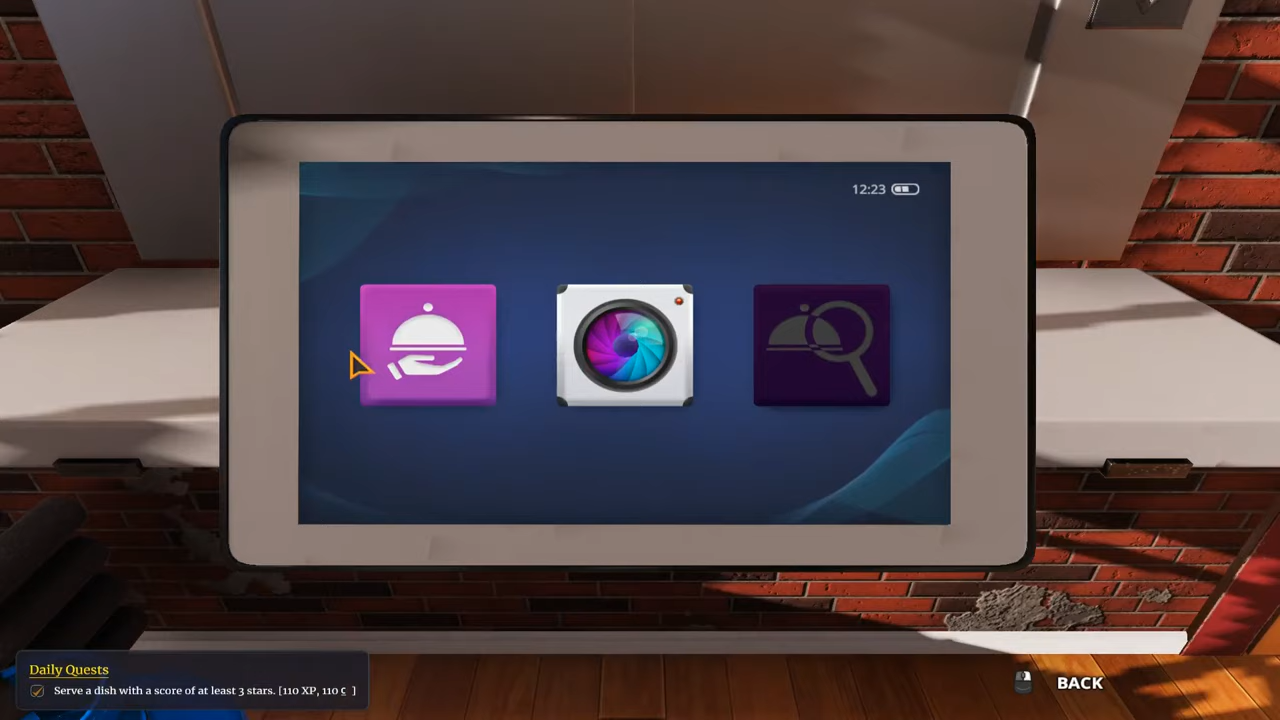 12:23
Daily Quests
Serve a dish with a score of at least 3 stars. [110 XP, 110 ₢ ]
BACK